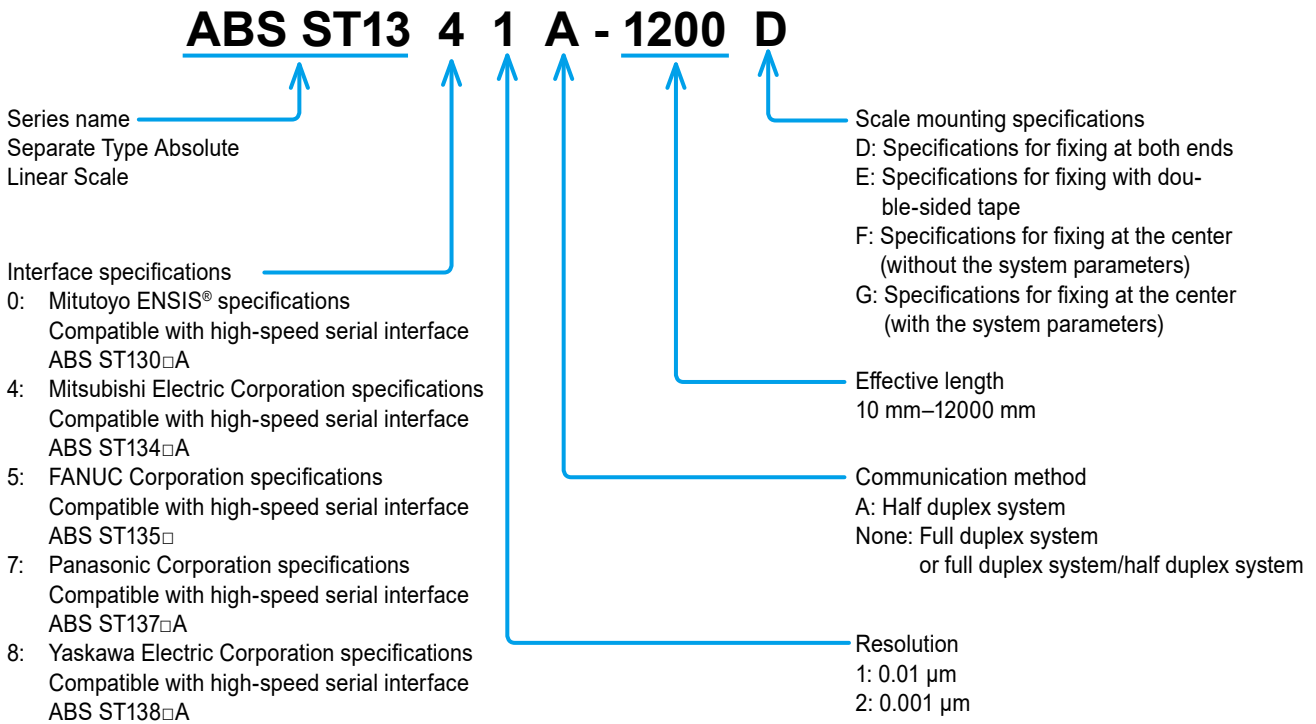 ABS ST13 4 1 A - 1200 D
Series name
Separate Type Absolute
Linear Scale
Interface specifications
0: Mitutoyo ENSIS® specifications
Compatible with high-speed serial interface
ABS ST130□A
4: Mitsubishi Electric Corporation specifications
Compatible with high-speed serial interface
ABS ST134□A
5: FANUC Corporation specifications
Compatible with high-speed serial interface
ABS ST135□
7: Panasonic Corporation specifications
Compatible with high-speed serial interface
ABS ST137□A
8: Yaskawa Electric Corporation specifications
Compatible with high-speed serial interface
ABS ST138□A
Scale mounting specifications
D: Specifications for fixing at both ends
E: Specifications for fixing with dou-
ble-sided tape
F: Specifications for fixing at the center
(without the system parameters)
G: Specifications for fixing at the center
(with the system parameters)
Effective length
10 mm–12000 mm
Communication method
A: Half duplex system
None: Full duplex system
or full duplex system/half duplex system
Resolution
1: 0.01 µm
2: 0.001 µm